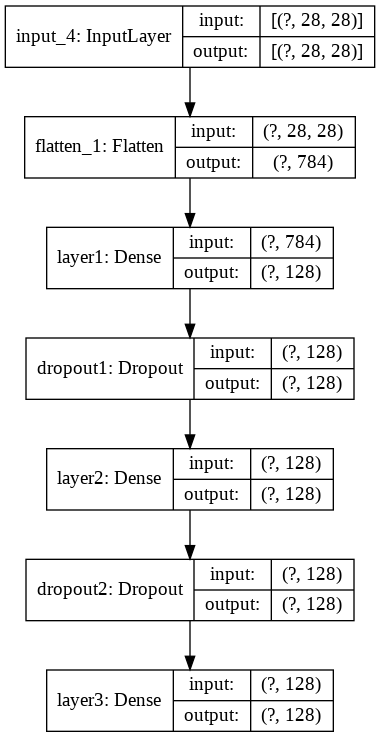 input_4: InputLayer
input: [(?, 28, 28)]
output: [(?, 28, 28)]
flatten_1: Flatten
input: (?, 28, 28)
output: (?, 784)
layer1: Dense
input: (?, 784)
output: (?, 128)
dropout1: Dropout
input: (?, 128)
output: (?, 128)
layer2: Dense
input: (?, 128)
output: (?, 128)
dropout2: Dropout
input: (?, 128)
output: (?, 128)
layer3: Dense
input: (?, 128)
output: (?, 128)